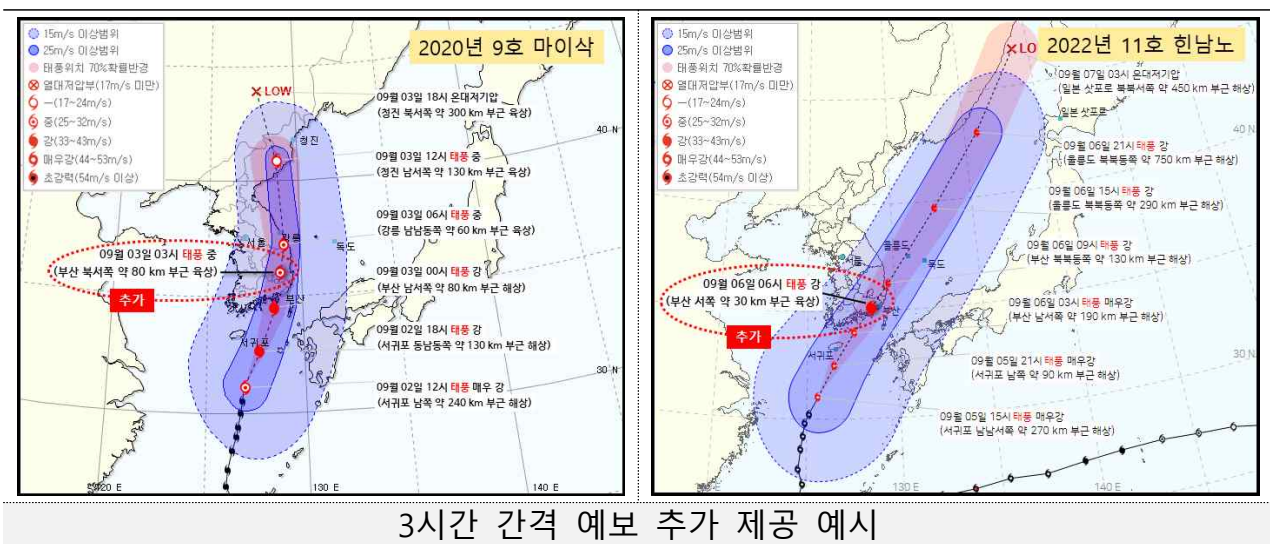 15m/s 이상범위
25m/s 이상범위
태풍위치 70%확률반경
열대저압부(17m/s 미만)
—(17~24m/s)
중(25~32m/s)
강(33~43m/s)
매우강(44~53m/s)
초강력(54m/s 이상)
2020년 9호 마이삭
LOW
09월 03일 18시 온대저기압
(청진 북서쪽 약 300 km 부근 육상)
청진
40 N
09월 03일 12시 태풍 중
(청진 남서쪽 약 130 km 부근 육상)
09월 03일 06시 태풍 중
(강릉 남남동쪽 약 60 km 부근 육상)
서울
강릉
독도
09월 03일 03시 태풍 중
(부산 북서쪽 약 80 km 부근 육상)
추가
09월 03일 00시 태풍 강
(부산 남서쪽 약 80 km 부근 해상)
부산
09월 02일 18시 태풍 강
(서귀포 동남동쪽 약 130 km 부근 해상)
서귀포
30 N
09월 02일 12시 태풍 매우 강
(서귀포 남쪽 약 240 km 부근 해상)
120 E
130 E
140 E
15m/s 이상범위
25m/s 이상범위
태풍위치 70%확률반경
열대저압부(17m/s 미만)
—(17~24m/s)
중(25~32m/s)
강(33~43m/s)
매우강(44~53m/s)
초강력(54m/s 이상)
2022년 11호 힌남노
LO
09월 07일 03시 온대저기압
(일본 삿포로 북북서쪽 약 450 km 부근 해상)
일본 삿포로
40 N
09월 06일 21시 태풍 강
(울릉도 북북동쪽 약 750 km 부근 해상)
09월 06일 15시 태풍 강
(울릉도 북북동쪽 약 290 km 부근 해상)
울릉도
서울
독도
09월 06일 09시 태풍 강
(부산 북북동쪽 약 130 km 부근 해상)
09월 06일 06시 태풍 강
(부산 서쪽 약 30 km 부근 육상)
추가
부산
09월 06일 03시 태풍 매우강
(부산 남서쪽 약 190 km 부근 해상)
서귀포
30 N
09월 05일 21시 태풍 매우강
(서귀포 남쪽 약 90 km 부근 해상)
09월 05일 15시 태풍 매우강
(서귀포 남남서쪽 약 270 km 부근 해상)
130 E
140 E
3시간 간격 예보 추가 제공 예시